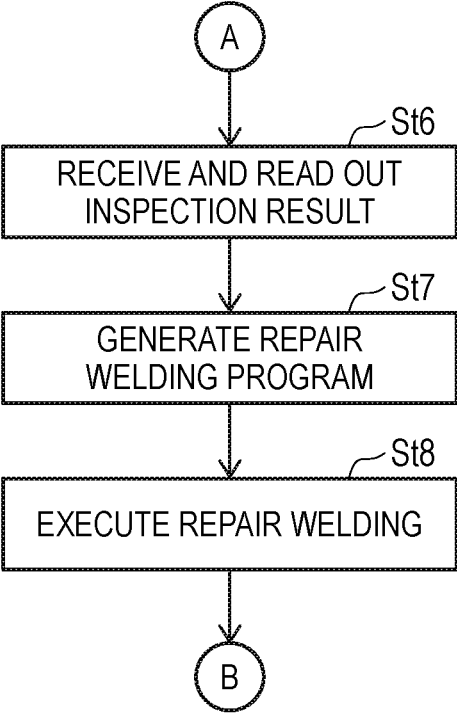 A
St6
RECEIVE AND READ OUT
INSPECTION RESULT
St7
GENERATE REPAIR
WELDING PROGRAM
St8
EXECUTE REPAIR WELDING
B